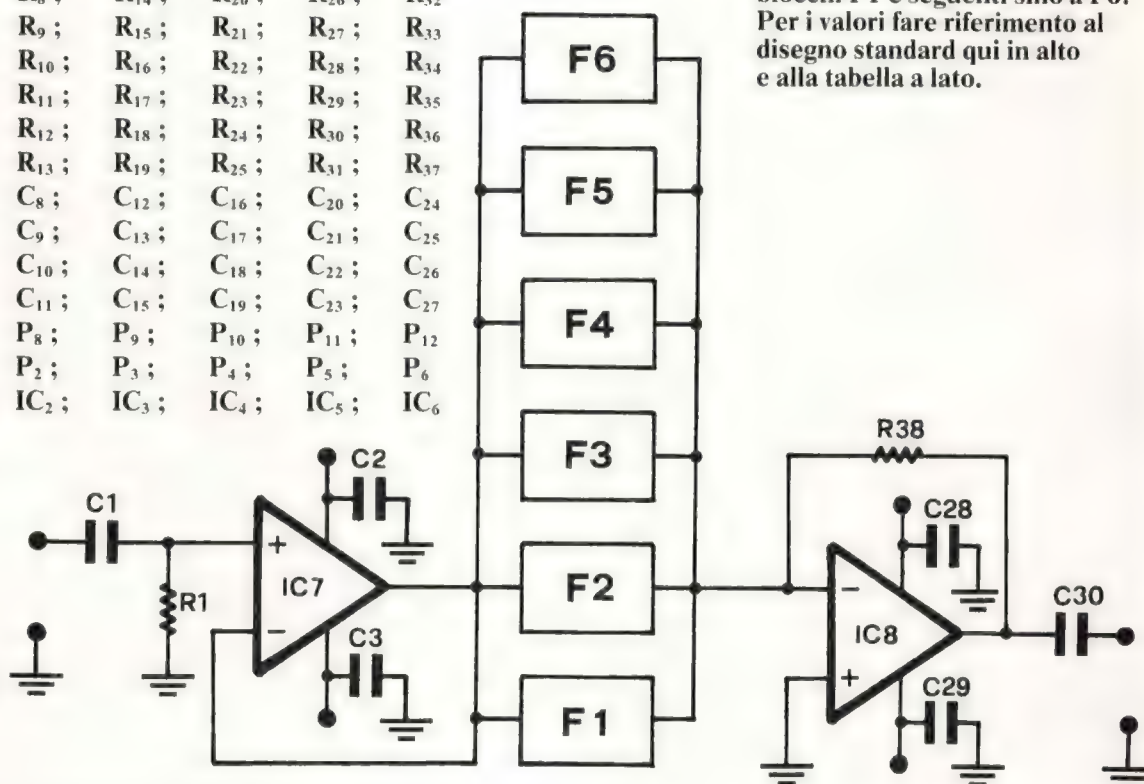 R₉ ; R₁₅ ; R₂₁ ; R₂₇ ; R₃₃
R₁₀ ; R₁₆ ; R₂₂ ; R₂₈ ; R₃₄
R₁₁ ; R₁₇ ; R₂₃ ; R₂₉ ; R₃₅
R₁₂ ; R₁₈ ; R₂₄ ; R₃₀ ; R₃₆
R₁₃ ; R₁₉ ; R₂₅ ; R₃₁ ; R₃₇
C₈ ; C₁₂ ; C₁₆ ; C₂₀ ; C₂₄
C₉ ; C₁₃ ; C₁₇ ; C₂₁ ; C₂₅
C₁₀ ; C₁₄ ; C₁₈ ; C₂₂ ; C₂₆
C₁₁ ; C₁₅ ; C₁₉ ; C₂₃ ; C₂₇
P₈ ; P₉ ; P₁₀ ; P₁₁ ; P₁₂
P₂ ; P₃ ; P₄ ; P₅ ; P₆
IC₂ ; IC₃ ; IC₄ ; IC₅ ; IC₆
Per i valori fare riferimento al
disegno standard qui in alto
e alla tabella a lato.
F6
F5
F4
F3
F2
F1
C1
R1
+
IC7
-
C2
C3
R38
-
IC8
+
C28
C29
C30